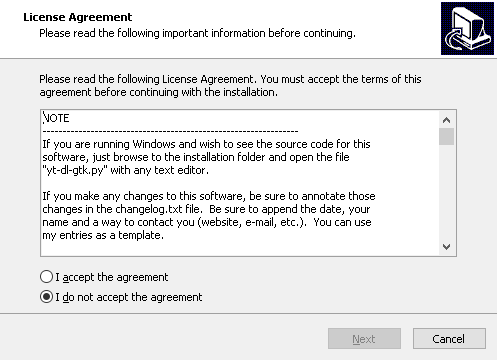 License Agreement
Please read the following important information before continuing.
Please read the following License Agreement. You must accept the terms of this
agreement before continuing with the installation.
NOTE
----------------------------------------------------------------
If you are running Windows and wish to see the source code for this
software, just browse to the installation folder and open the file
"yt-dl-gtk.py" with any text editor.
If you make any changes to this software, be sure to annotate those
changes in the changelog.txt file.  Be sure to append the date, your
name and a way to contact you (website, e-mail, etc.).  You can use
my entries as a template.
I accept the agreement
I do not accept the agreement
Next
Cancel